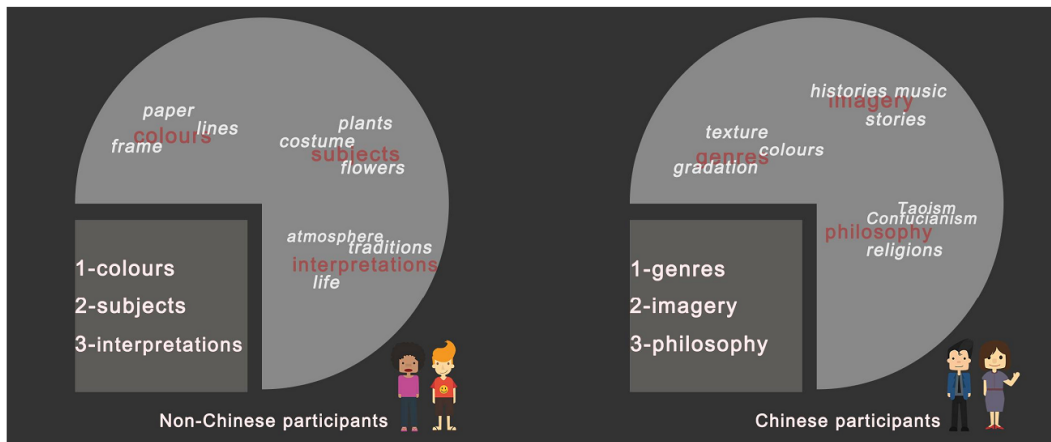 paper
lines
colours
frame
plants
costume
subjects
flowers
atmosphere
traditions
interpretations
life
1-colours
2-subjects
3-interpretations
Non-Chinese participants
histories music
imagery
stories
texture
colours
genres
gradation
Taoism
Confucianism
philosophy
religions
1-genres
2-imagery
3-philosophy
Chinese participants